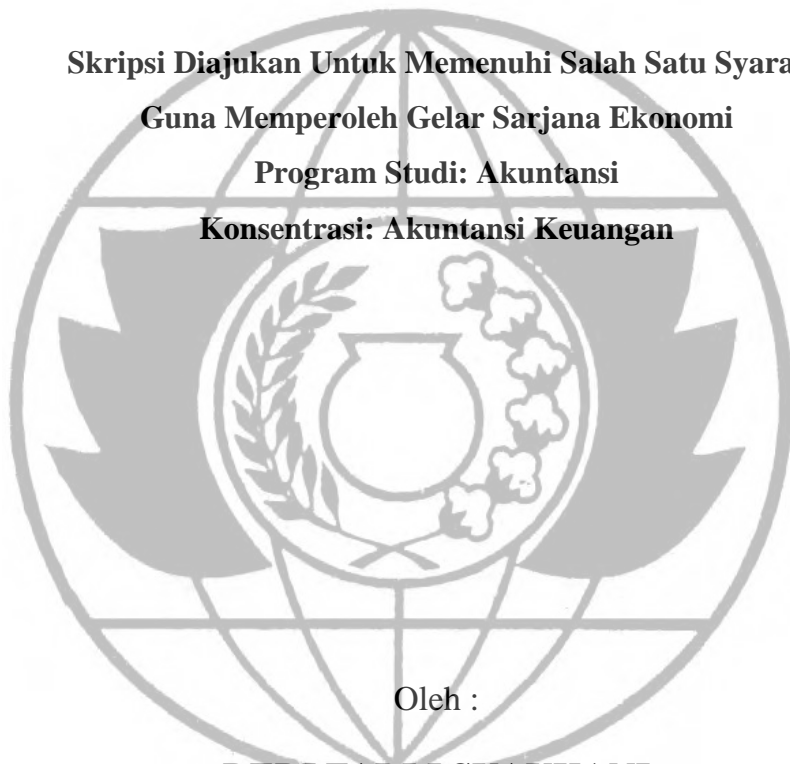 Skripsi Diajukan Untuk Memenuhi Salah Satu Syara
Guna Memperoleh Gelar Sarjana Ekonomi
Program Studi: Akuntansi
Konsentrasi: Akuntansi Keuangan
Oleh :